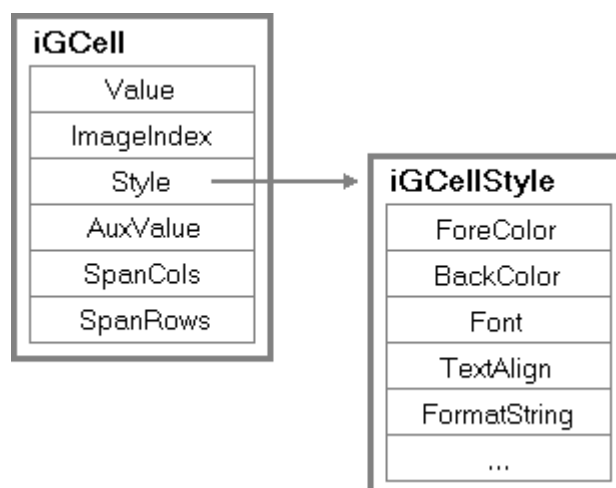 iGCell
Value
ImageIndex
Style
AuxValue
SpanCols
SpanRows
iGCellStyle
ForeColor
BackColor
Font
TextAlign
FormatString
...